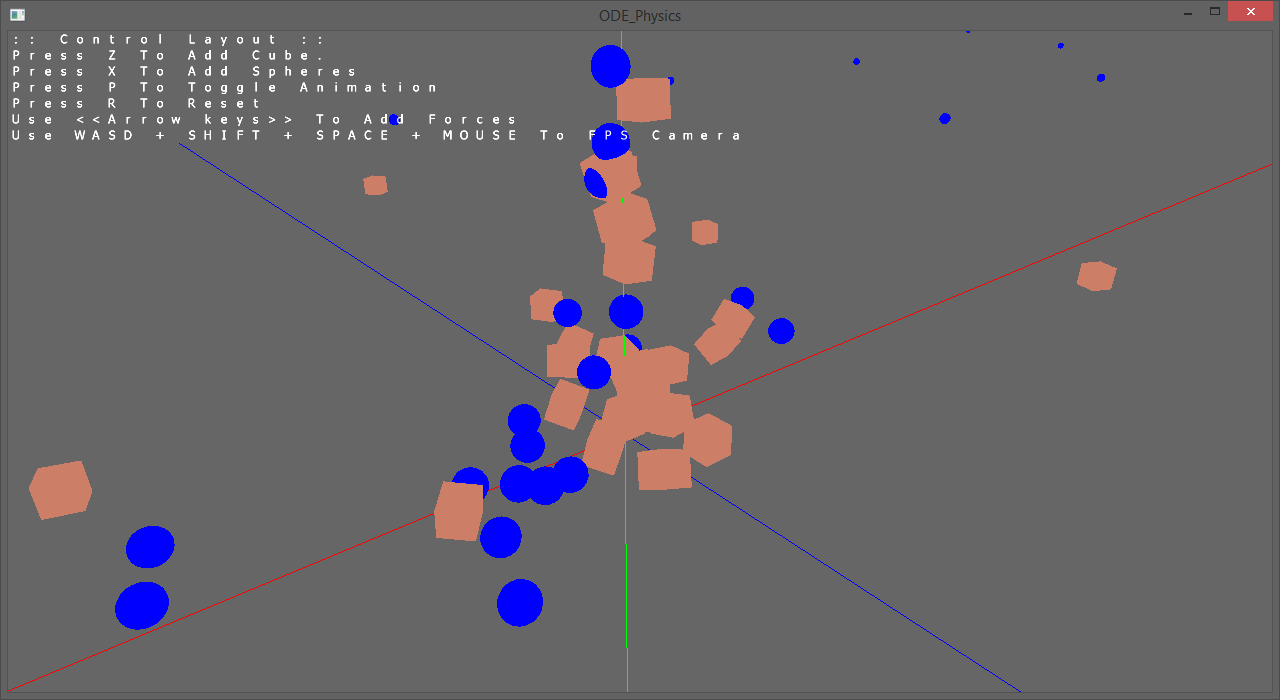 ODE_Physics
:: Control Layout ::
Press Z To Add Cube.
Press X To Add Spheres
Press P To Toggle Animation
Press R To Reset
Use <<Arrow keys>> To Add Forces
Use WASD + SHIFT + SPACE + MOUSE To FPS Camera